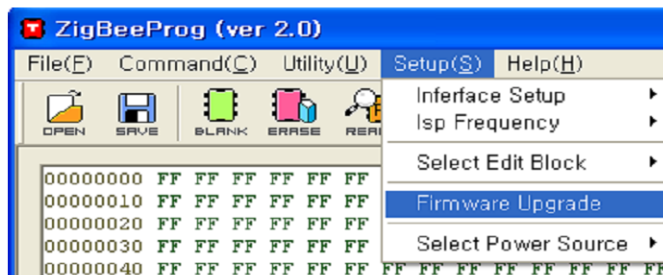 ZigBeeProg (ver 2.0)
File(F) Command(C) Utility(U) Setup(S) Help(H)
OPEN SAVE BLANK ERASE
Inferface Setup
Isp Frequency
Select Edit Block
Firmware Upgrade
Select Power Source
00000000 FF FF FF FF FF FF
00000010 FF FF FF FF FF FF
00000020 FF FF FF FF FF FF
00000030 FF FF FF FF FF FF
00000040 FF FF FF FF FF FF FF FF FF FF FF FF FF FF